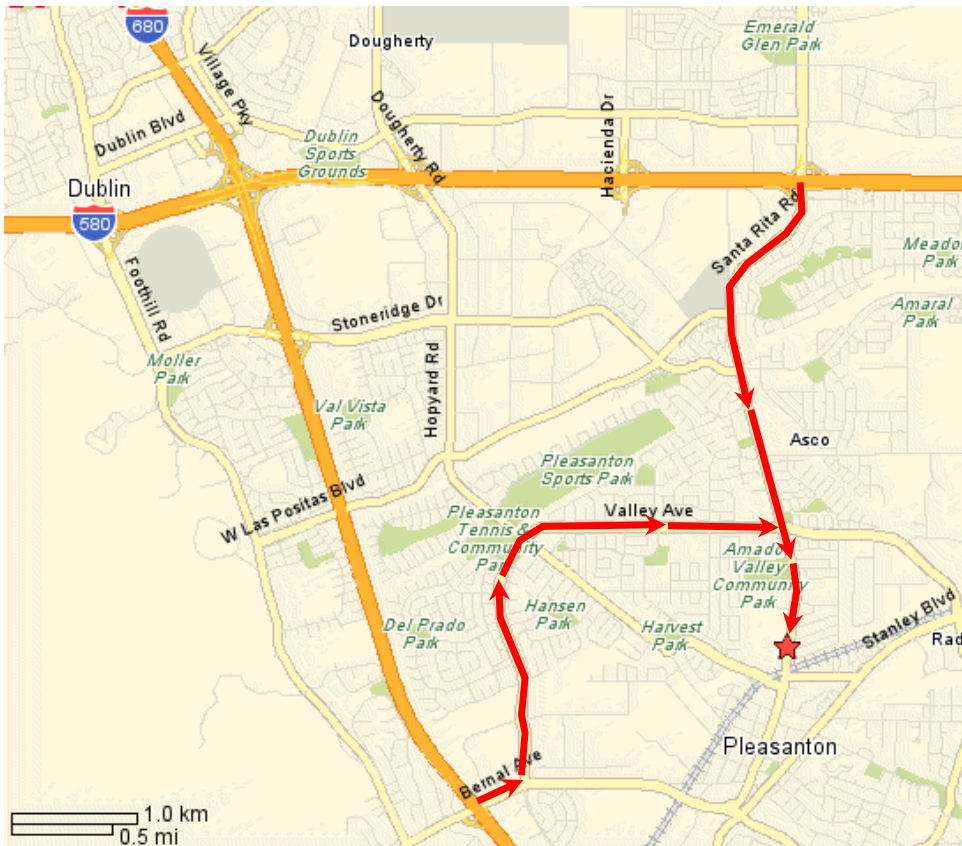 680
Dougherty
Emerald
Glen Park
Village Pky
Dublin Blvd
Dublin
Sports
Grounds
Dougherty Rd
Hacienda Dr
Dublin
580
Santa Rita Rd
Meado
Park
Foothill Rd
Stoneridge Dr
Amaral
Park
Moller
Park
Hopyard Rd
Val Vista
Park
Asco
Pleasanton
Sports Park
W Las Positas Blvd
Pleasanton
Tennis &
Community
Park
Valley Ave
Amado
Valley
Community
Park
Hansen
Park
Del Prado
Park
Harvest
Park
Stanley Blvd
Rad
Pleasanton
Bernal Ave
1.0 km
0.5 mi